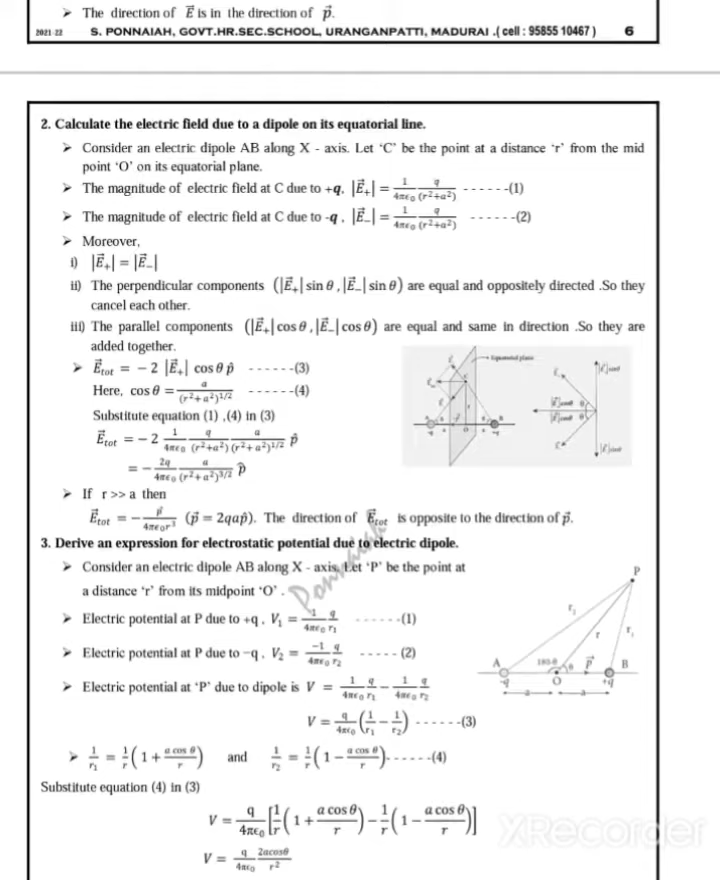 ➢ The direction of E⃗ is in the direction of p⃗.
2021-22 S. PONNAIAH, GOVT.HR.SEC.SCHOOL, URANGANPATTI, MADURAI .( cell : 95855 10467 ) 6
2. Calculate the electric field due to a dipole on its equatorial line.
➢ Consider an electric dipole AB along X - axis. Let ‘C’ be the point at a distance ‘r’ from the mid
point ‘O’ on its equatorial plane.
➢ The magnitude of electric field at C due to +q, |E⃗₊| = 1/4πϵ₀ q/(r²+a²) - - - - - -(1)
➢ The magnitude of electric field at C due to -q , |E⃗₋| = 1/4πϵ₀ q/(r²+a²) - - - - - -(2)
➢ Moreover,
i) |E⃗₊| = |E⃗₋|
ii) The perpendicular components (|E⃗₊| sin θ , |E⃗₋| sin θ) are equal and oppositely directed .So they
cancel each other.
iii) The parallel components (|E⃗₊| cos θ , |E⃗₋| cos θ) are equal and same in direction .So they are
added together.
➢ E⃗tot = − 2 |E⃗₊| cos θ p̂ - - - - - -(3)
Here, cos θ = a/(r²+ a²)^1/2 - - - - - -(4)
Substitute equation (1) ,(4) in (3)
E⃗tot = − 2 1/4πϵ₀ q/(r²+a²) a/(r²+ a²)^1/2 p̂
= − 2q/4πϵ₀ a/(r²+ a²)^3/2 p̂
➢ If r >> a then
E⃗tot = − p⃗/4πϵ₀r³ (p⃗ = 2qap̂). The direction of E⃗tot is opposite to the direction of p⃗.
3. Derive an expression for electrostatic potential due to electric dipole.
➢ Consider an electric dipole AB along X - axis. Let ‘P’ be the point at
a distance ‘r’ from its midpoint ‘O’ .
Ponnaiah
➢ Electric potential at P due to +q , V₁ = 1/4πϵ₀ q/r₁ - - - - - -(1)
➢ Electric potential at P due to −q , V₂ = −1/4πϵ₀ q/r₂ - - - - - (2)
➢ Electric potential at ‘P’ due to dipole is V = 1/4πϵ₀ q/r₁ − 1/4πϵ₀ q/r₂
V = q/4πϵ₀ (1/r₁ − 1/r₂) - - - - - -(3)
P
r₂ r r₁
A 180-θ θ p⃗ B
-q O +q
a a
➢ 1/r₁ = 1/r (1 + a cos θ/r) and 1/r₂ = 1/r (1 − a cos θ/r)- - - - - -(4)
Substitute equation (4) in (3)
V = q/4πϵ₀ [1/r (1 + a cos θ/r) − 1/r (1 − a cos θ/r)]
V = q/4πϵ₀ 2acosθ/r²
XRecorder